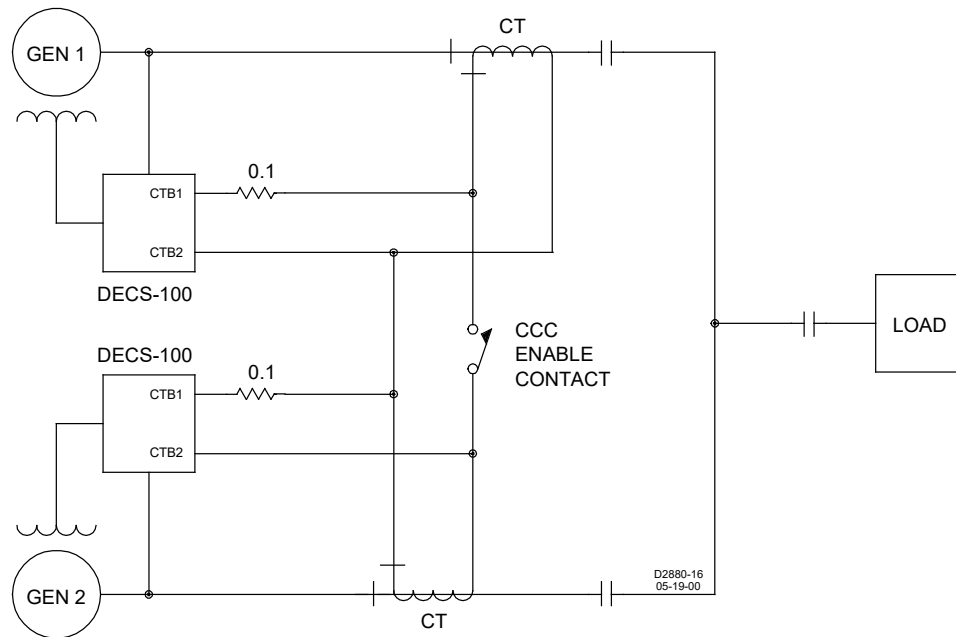 GEN 1
CT
0.1
CTB1
CTB2
DECS-100
CCC
ENABLE
CONTACT
LOAD
DECS-100
0.1
CTB1
CTB2
GEN 2
CT
D2880-16
05-19-00